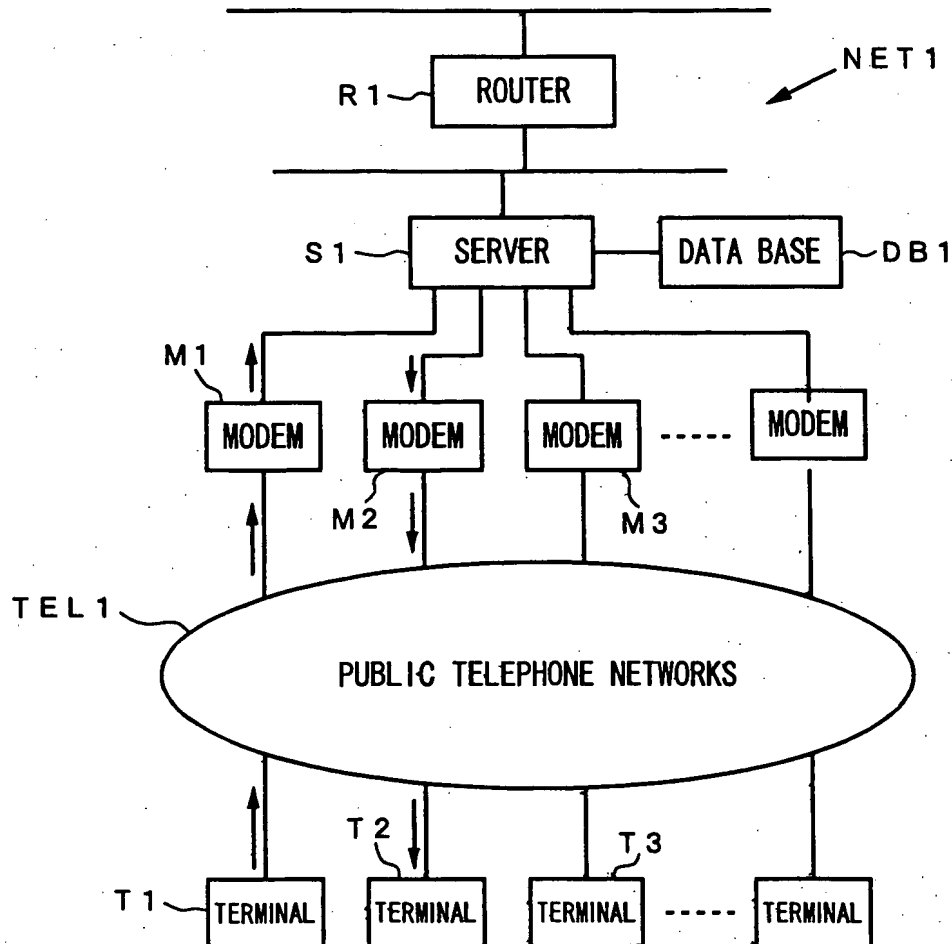 NET1
R1 ROUTER
S1 SERVER DATA BASE DB1
M1
MODEM MODEM MODEM MODEM
M2 M3
TEL1
PUBLIC TELEPHONE NETWORKS
T2 T3
T1 TERMINAL TERMINAL TERMINAL TERMINAL